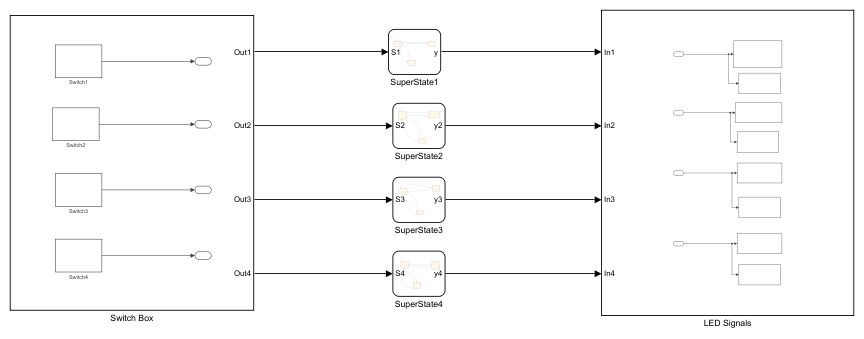 Out1 S1 y In1
Switch1 SuperState1
Out2 S2 y2 In2
Switch2 SuperState2
Out3 S3 y3 In3
Switch3 SuperState3
Out4 S4 y4 In4
Switch4 SuperState4
Switch Box LED Signals